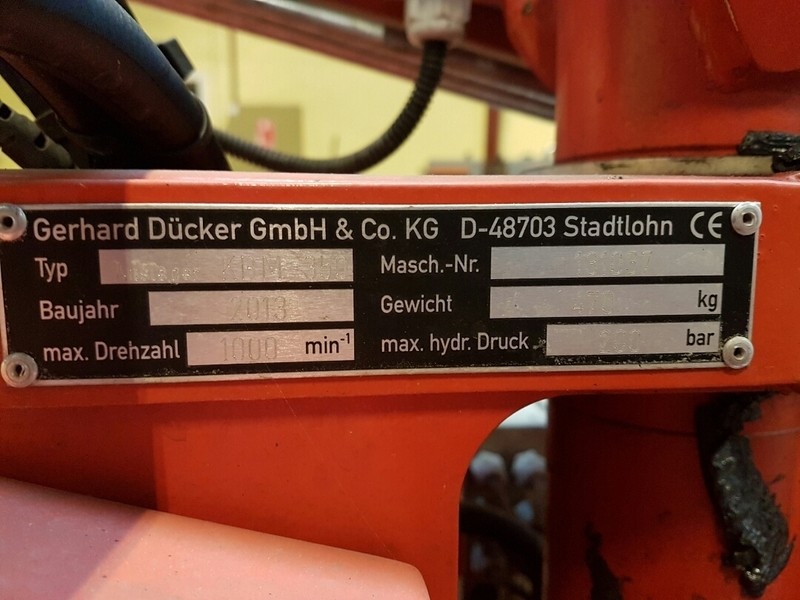 Gerhard Dücker GmbH & Co. KG D-48703 Stadtlohn CE
Typ Masch.-Nr.
Baujahr 2013 Gewicht kg
max. Drehzahl 1000 min-1 max. hydr. Druck bar